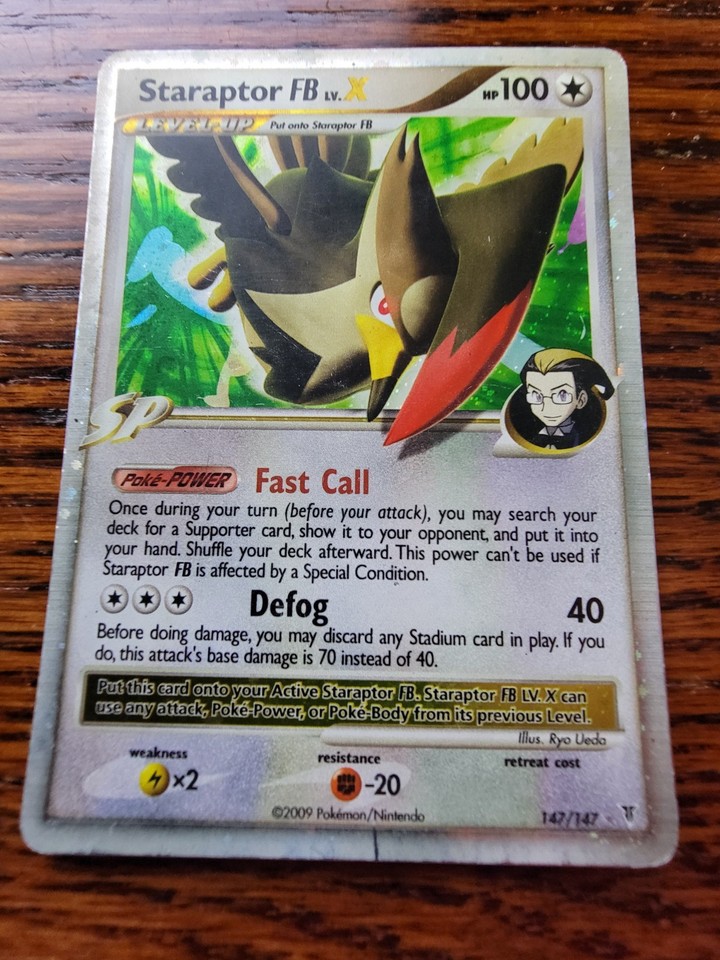 Staraptor FB LV.X HP 100
LEVEL-UP Put onto Staraptor FB
SP
Poké-POWER Fast Call
Once during your turn (before your attack), you may search your
deck for a Supporter card, show it to your opponent, and put it into
your hand. Shuffle your deck afterward. This power can't be used if
Staraptor FB is affected by a Special Condition.
Defog 40
Before doing damage, you may discard any Stadium card in play. If you
do, this attack's base damage is 70 instead of 40.
Put this card onto your Active Staraptor FB. Staraptor FB LV. X can
use any attack, Poké-Power, or Poké-Body from its previous Level.
Illus. Ryo Ueda
weakness resistance retreat cost
×2 -20
©2009 Pokémon/Nintendo 147/147